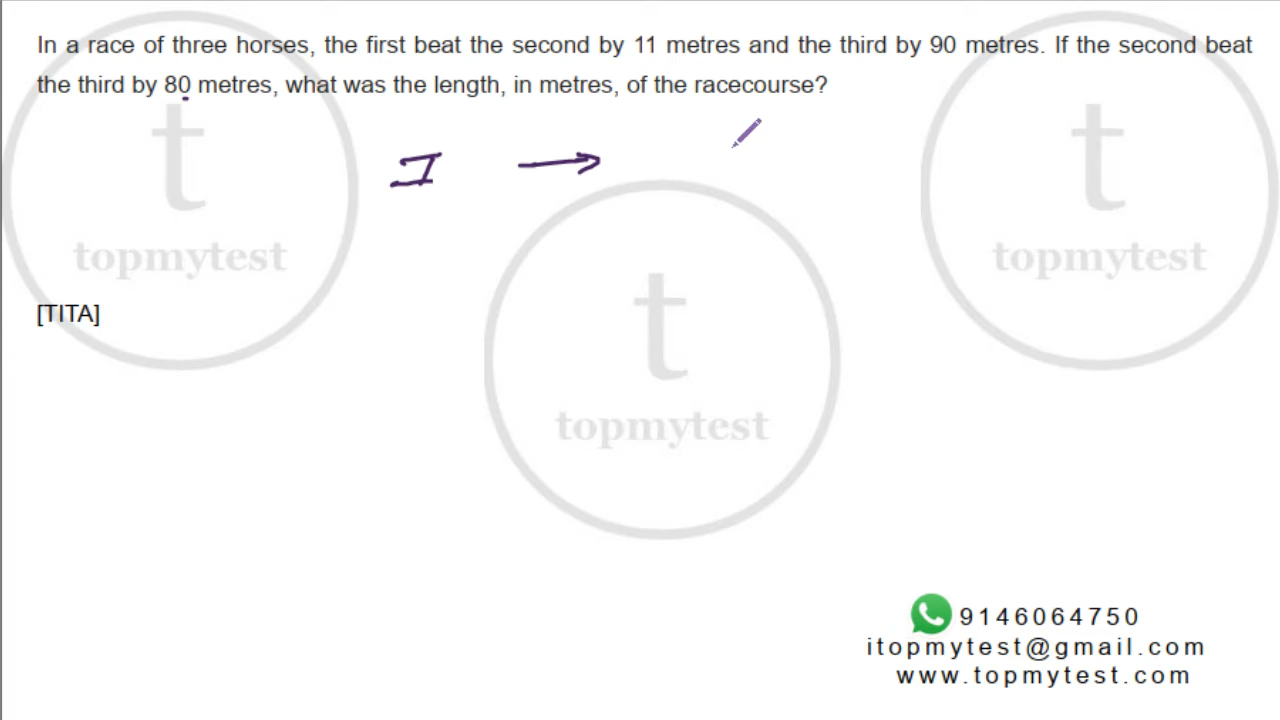 In a race of three horses, the first beat the second by 11 metres and the third by 90 metres. If the second beat
the third by 80 metres, what was the length, in metres, of the racecourse?
I →
t
topmytest
t
topmytest
t
topmytest
[TITA]
9146064750
itopmytest@gmail.com
www.topmytest.com